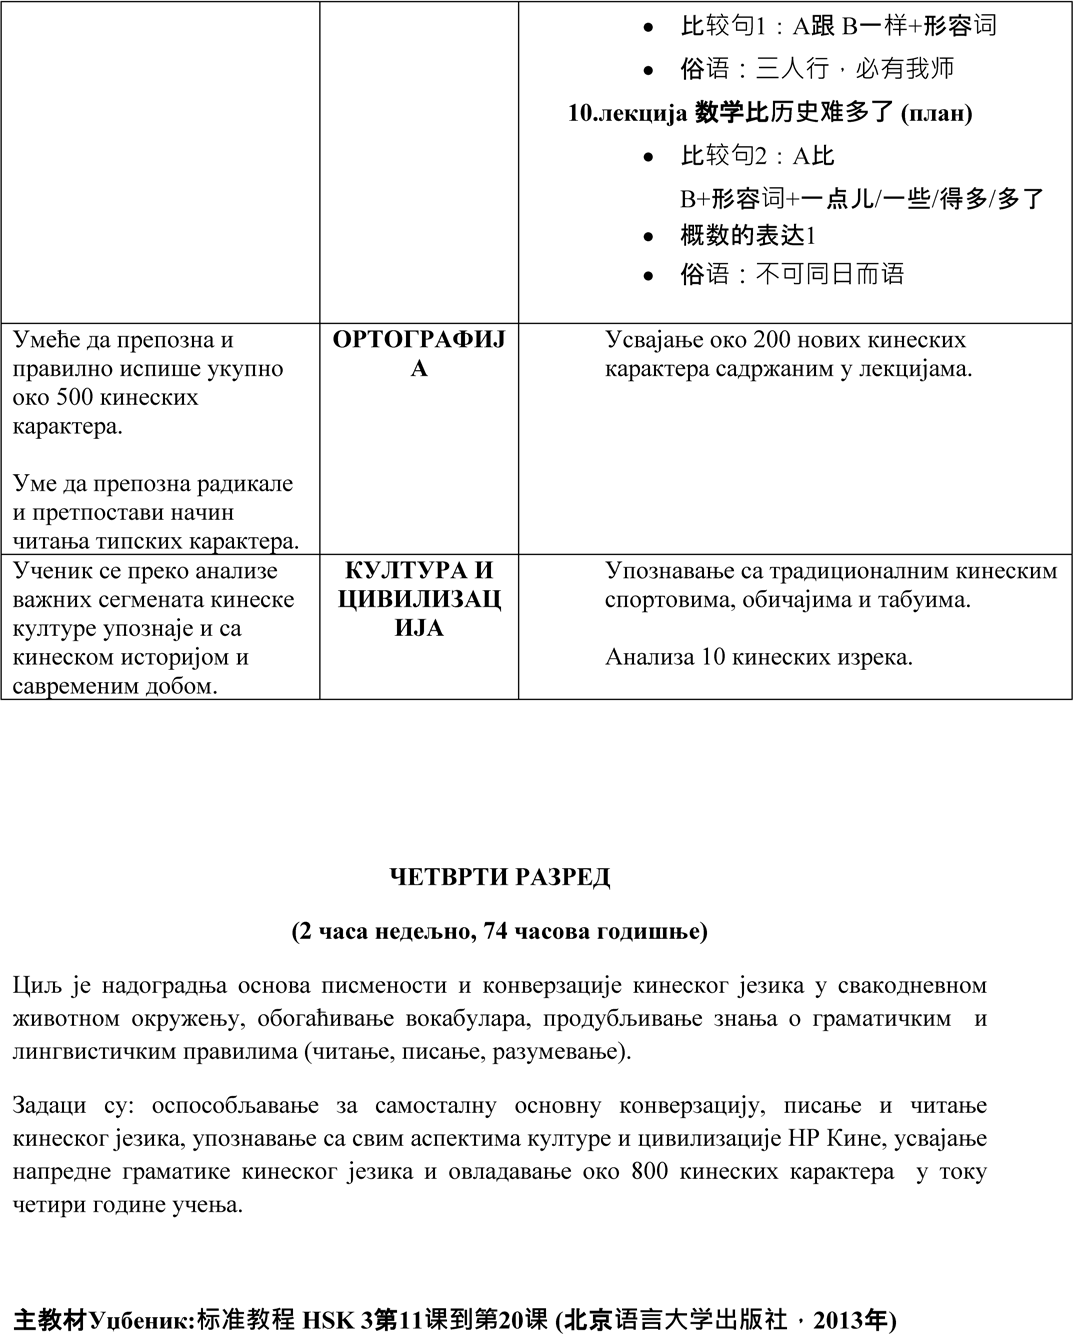 • 比较句1：A跟 B一样+形容词
• 俗语：三人行，必有我师
10.лекција 数学比历史难多了 (план)
• 比较句2：A比
B+形容词+一点儿/一些/得多/多了
• 概数的表达1
• 俗语：不可同日而语
Умеће да препозна и
правилно испише укупно
око 500 кинеских
карактера.
Уме да препозна радикале
и претпостави начин
читања типских карактера.
ОРТОГРАФИЈ
А
Усвајање око 200 нових кинеских
карактера садржаним у лекцијама.
Ученик се преко анализе
важних сегмената кинеске
културе упознаје и са
кинеском историјом и
савременим добом.
КУЛТУРА И
ЦИВИЛИЗАЦ
ИЈА
Упознавање са традиционалним кинеским
спортовима, обичајима и табуима.
Анализа 10 кинеских изрека.
ЧЕТВРТИ РАЗРЕД
(2 часа недељно, 74 часова годишње)
Циљ је надоградња основа писмености и конверзације кинеског језика у свакодневном
животном окружењу, обогаћивање вокабулара, продубљивање знања о граматичким и
лингвистичким правилима (читање, писање, разумевање).
Задаци су: оспособљавање за самосталну основну конверзацију, писање и читање
кинеског језика, упознавање са свим аспектима културе и цивилизације НР Кине, усвајање
напредне граматике кинеског језика и овладавање око 800 кинеских карактера у току
четири године учења.
主教材Уџбеник:标准教程 HSK 3第11课到第20课 (北京语言大学出版社，2013年)